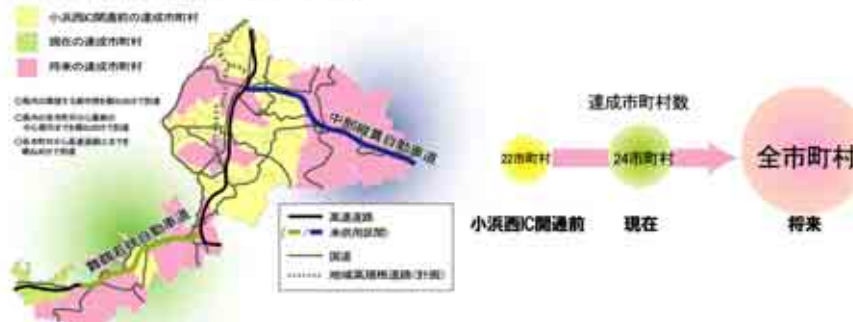 小浜西IC開通前の達成市町村
現在の達成市町村
将来の達成市町村
中部縦貫自動車道
舞鶴若狭自動車道
高速道路
未供用区間
国道
地域高規格道路(計画)
達成市町村数
22市町村
24市町村
全市町村
小浜西IC開通前
現在
将来